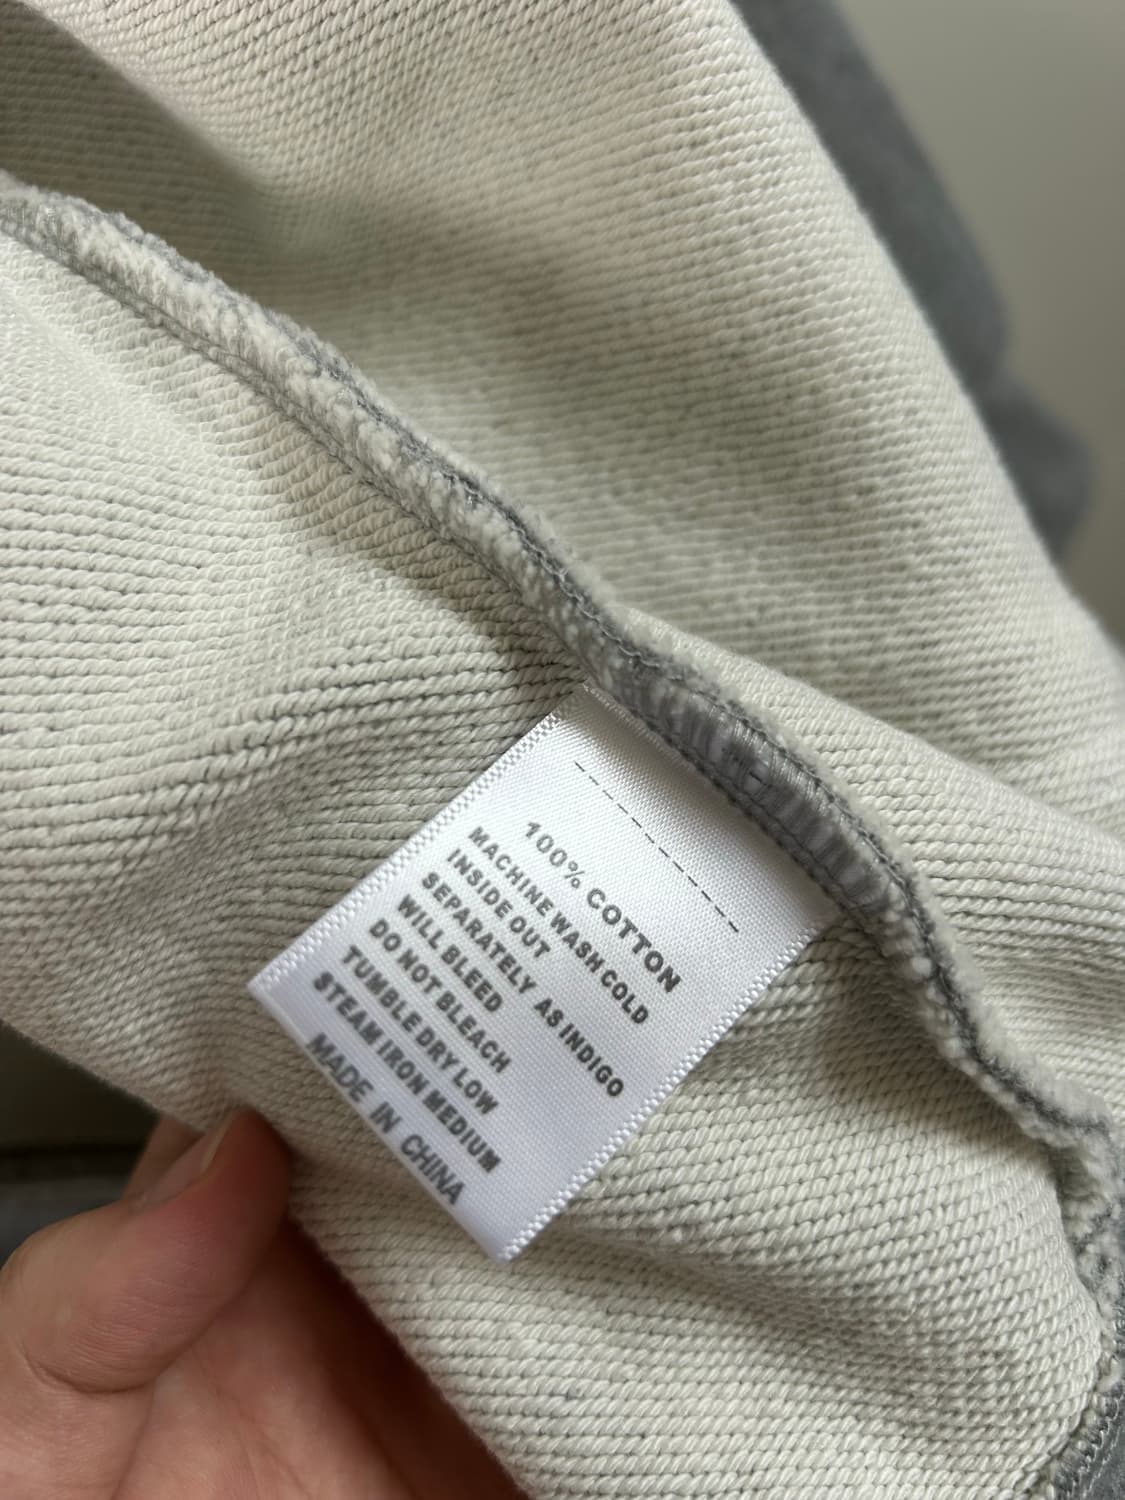 100% COTTON
MACHINE WASH COLD
INSIDE OUT
SEPARATELY AS INDIGO
WILL BLEED
DO NOT BLEACH
TUMBLE DRY LOW
STEAM IRON MEDIUM
MADE IN CHINA